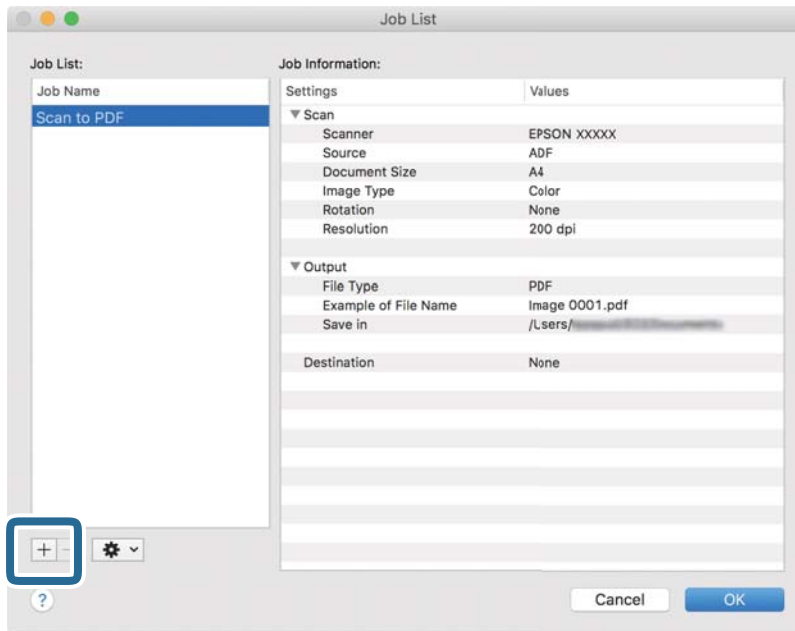 Job List
Job List:
Job Information:
Job Name
Settings Values
Scan to PDF
Scan
Scanner EPSON XXXXX
Source ADF
Document Size A4
Image Type Color
Rotation None
Resolution 200 dpi
Output
File Type PDF
Example of File Name Image 0001.pdf
Save in /Users/
Destination None
+ -
?
Cancel OK